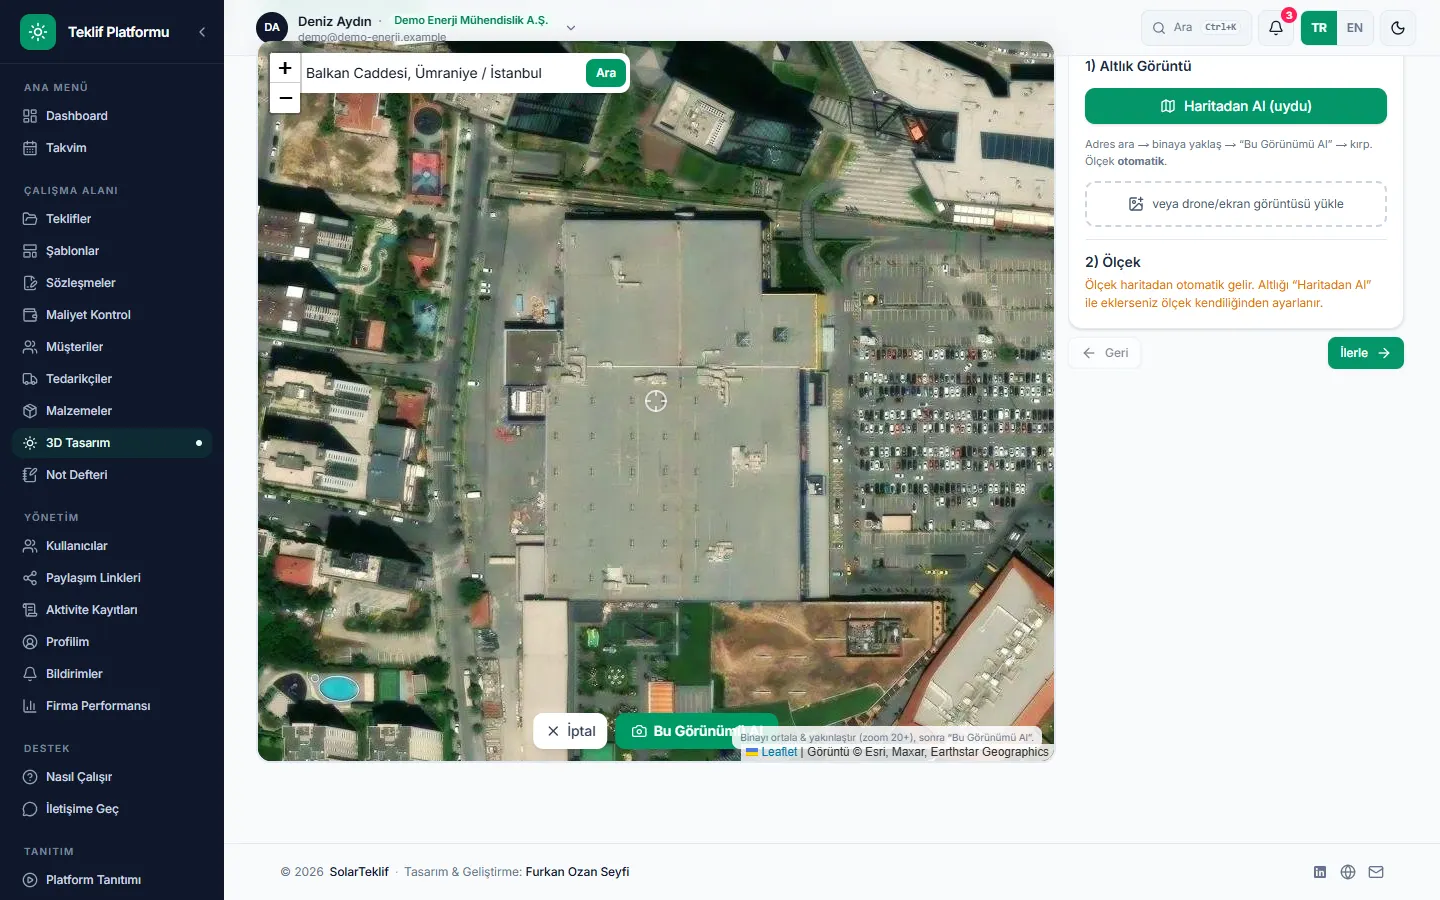 Teklif Platformu
ANA MENÜ
Dashboard
Takvim
ÇALIŞMA ALANI
Teklifler
Şablonlar
Sözleşmeler
Maliyet Kontrol
Müşteriler
Tedarikçiler
Malzemeler
3D Tasarım
Not Defteri
YÖNETİM
Kullanıcılar
Paylaşım Linkleri
Aktivite Kayıtları
Profilim
Bildirimler
Firma Performansı
DESTEK
Nasıl Çalışır
İletişime Geç
TANITIM
Platform Tanıtımı
DA
Deniz Aydın · Demo Enerji Mühendislik A.Ş.
demo@demo-enerji.example
Ara Ctrl+K
3
TR EN
+
−
Balkan Caddesi, Ümraniye / İstanbul
Ara
İptal
Bu Görünüm
Binayı ortala & yakınlaştır (zoom 20+), sonra “Bu Görünümü Al”.
Leaflet | Görüntü © Esri, Maxar, Earthstar Geographics
1) Altlık Görüntü
Haritadan Al (uydu)
Adres ara → binaya yaklaş → “Bu Görünümü Al” → kırp.
Ölçek otomatik.
veya drone/ekran görüntüsü yükle
2) Ölçek
Ölçek haritadan otomatik gelir. Altlığı “Haritadan Al”
ile eklerseniz ölçek kendiliğinden ayarlanır.
← Geri
İlerle →
© 2026 SolarTeklif · Tasarım & Geliştirme: Furkan Ozan Seyfi